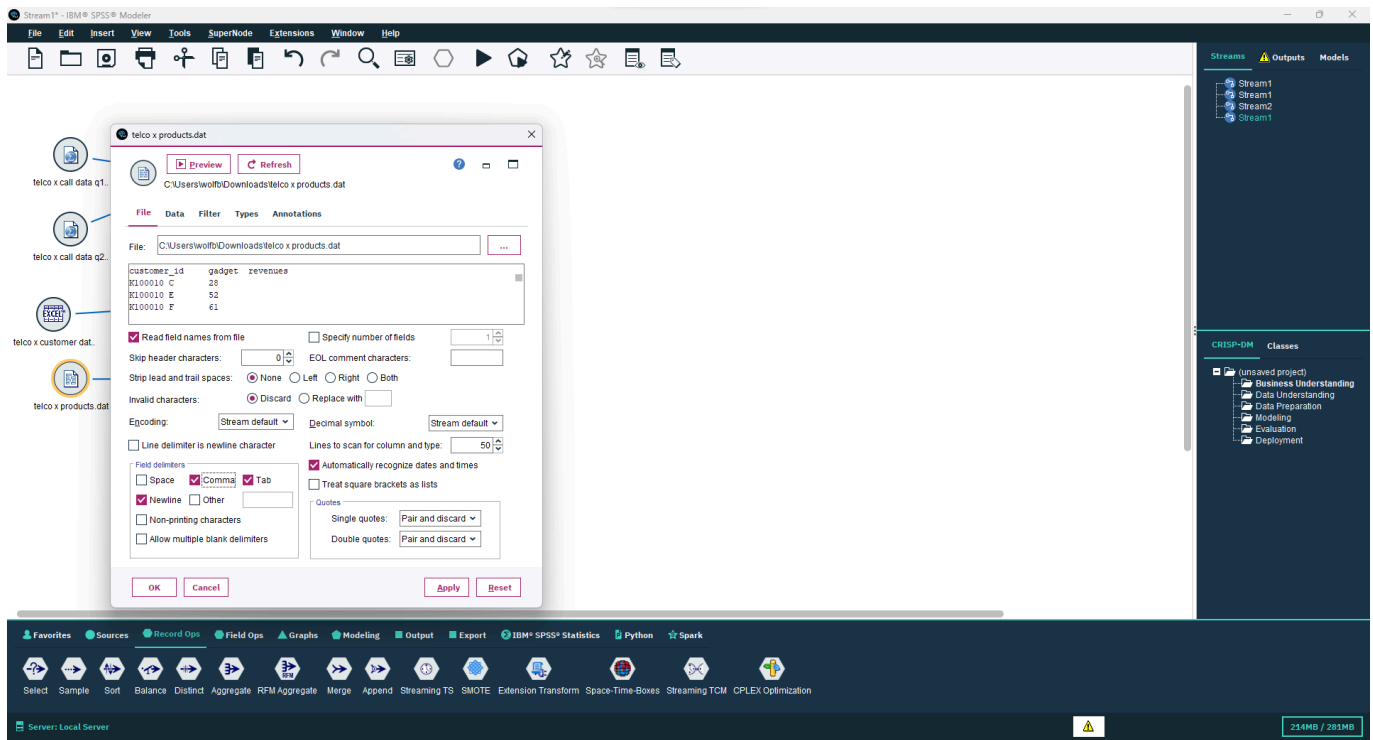 Stream1* - IBM® SPSS® Modeler
File Edit Insert View Tools SuperNode Extensions Window Help
Streams Outputs Models
Stream1
Stream1
Stream2
Stream1
telco x call data q1..
telco x call data q2..
EXCEL
telco x customer dat..
telco x products.dat
telco x products.dat
Preview Refresh
C:\Users\wolfb\Downloads\telco x products.dat
File Data Filter Types Annotations
File: C:\Users\wolfb\Downloads\telco x products.dat ...
customer_id gadget revenues
K100010 C 28
K100010 E 52
K100010 F 61
Read field names from file Specify number of fields 1
Skip header characters: 0 EOL comment characters:
Strip lead and trail spaces: None Left Right Both
Invalid characters: Discard Replace with
Encoding: Stream default Decimal symbol: Stream default
Line delimiter is newline character Lines to scan for column and type: 50
Field delimiters Automatically recognize dates and times
Space Comma Tab Treat square brackets as lists
Newline Other Quotes
Non-printing characters Single quotes: Pair and discard
Allow multiple blank delimiters Double quotes: Pair and discard
OK Cancel Apply Reset
CRISP-DM Classes
(unsaved project)
Business Understanding
Data Understanding
Data Preparation
Modeling
Evaluation
Deployment
Favorites Sources Record Ops Field Ops Graphs Modeling Output Export IBM® SPSS® Statistics Python Spark
RFM
Select Sample Sort Balance Distinct Aggregate RFM Aggregate Merge Append Streaming TS SMOTE Extension Transform Space-Time-Boxes Streaming TCM CPLEX Optimization
Server: Local Server 214MB / 281MB